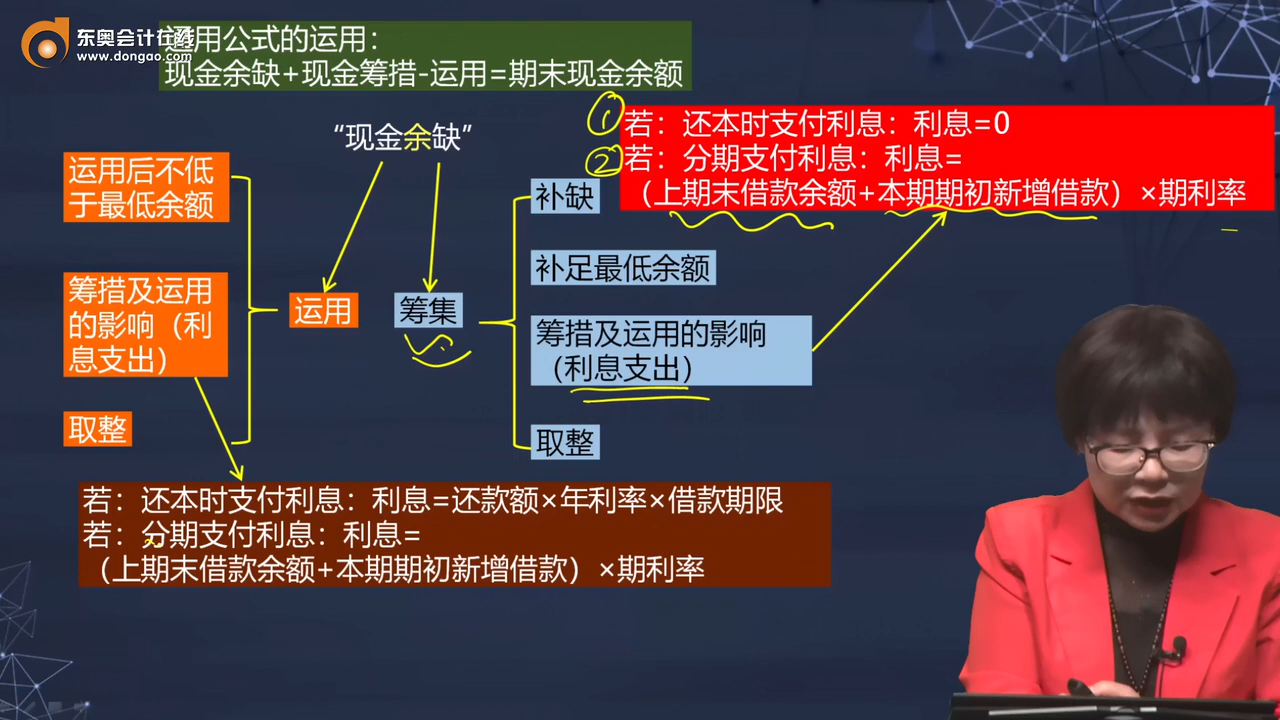 东奥会计在线
www.dongao.com
通用公式的运用：
现金余缺+现金筹措-运用=期末现金余额
“现金余缺”
①
若：还本时支付利息：利息=0
②
若：分期支付利息：利息=
（上期末借款余额+本期期初新增借款）×期利率
运用后不低
于最低余额
筹措及运用
的影响（利
息支出）
取整
运用
筹集
补缺
补足最低余额
筹措及运用的影响
（利息支出）
取整
若：还本时支付利息：利息=还款额×年利率×借款期限
若：分期支付利息：利息=
（上期末借款余额+本期期初新增借款）×期利率